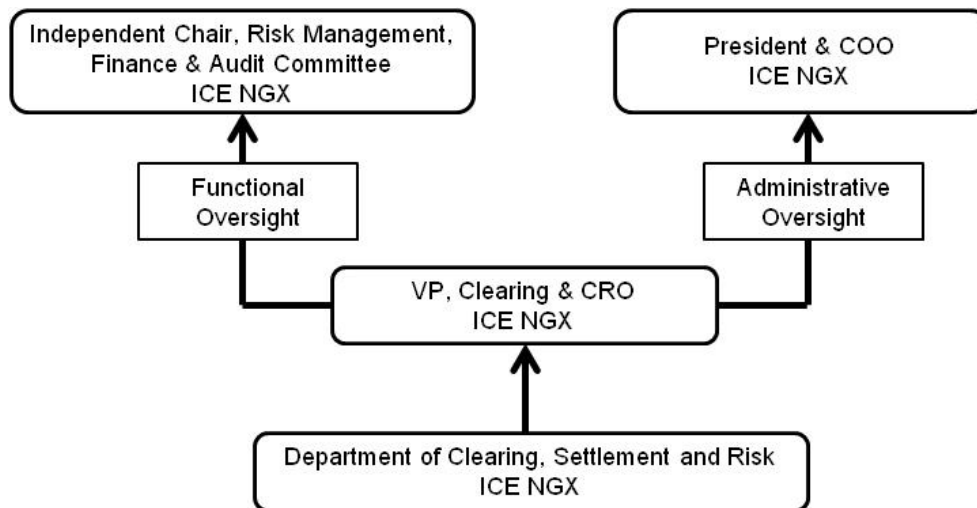 Independent Chair, Risk Management,
Finance & Audit Committee
ICE NGX
President & COO
ICE NGX
Functional
Oversight
Administrative
Oversight
VP, Clearing & CRO
ICE NGX
Department of Clearing, Settlement and Risk
ICE NGX